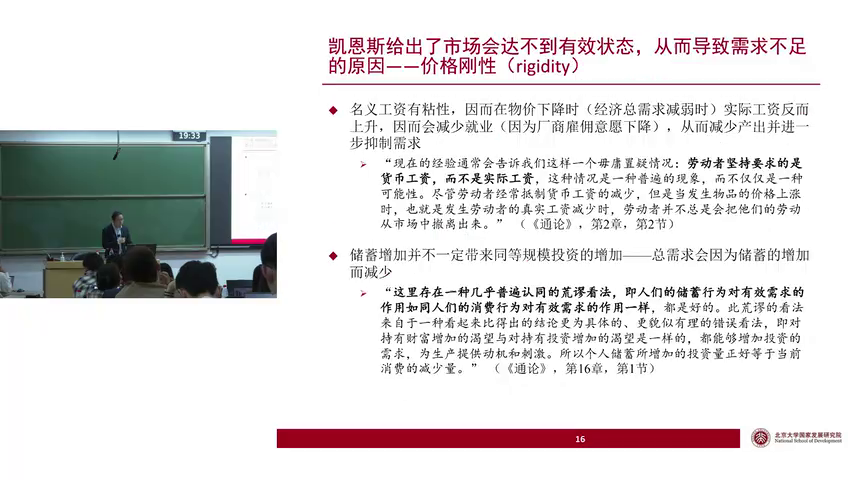 凯恩斯给出了市场会达不到有效状态，从而导致需求不足
的原因——价格刚性（rigidity）
名义工资有粘性，因而在物价下降时（经济总需求减弱时）实际工资反而
上升，因而会减少就业（因为厂商雇佣意愿下降），从而减少产出并进一
步抑制需求
“现在的经验通常会告诉我们这样一个毋庸置疑情况：劳动者坚持要求的是
货币工资，而不是实际工资，这种情况是一种普遍的现象，而不仅仅是一种
可能性。尽管劳动者经常抵制货币工资的减少，但是当发生物品的价格上涨
时，也就是发生劳动者的真实工资减少时，劳动者并不总是会把他们的劳动
从市场中撤离出来。”（《通论》，第2章，第2节）
储蓄增加并不一定带来同等规模投资的增加——总需求会因为储蓄的增加
而减少
“这里存在一种几乎普遍认同的荒谬看法，即人们的储蓄行为对有效需求的
作用如同人们的消费行为对有效需求的作用一样，都是好的。此荒谬的看法
来自于一种看起来比得出的结论更为具体的、更貌似有理的错误看法，即对
持有财富增加的渴望与对持有投资增加的渴望是一样的，都能够增加投资的
需求，为生产提供动机和刺激。所以个人储蓄所增加的投资量正好等于当前
消费的减少量。”（《通论》，第16章，第1节）
19:33
16
北京大学国家发展研究院
National School of Development